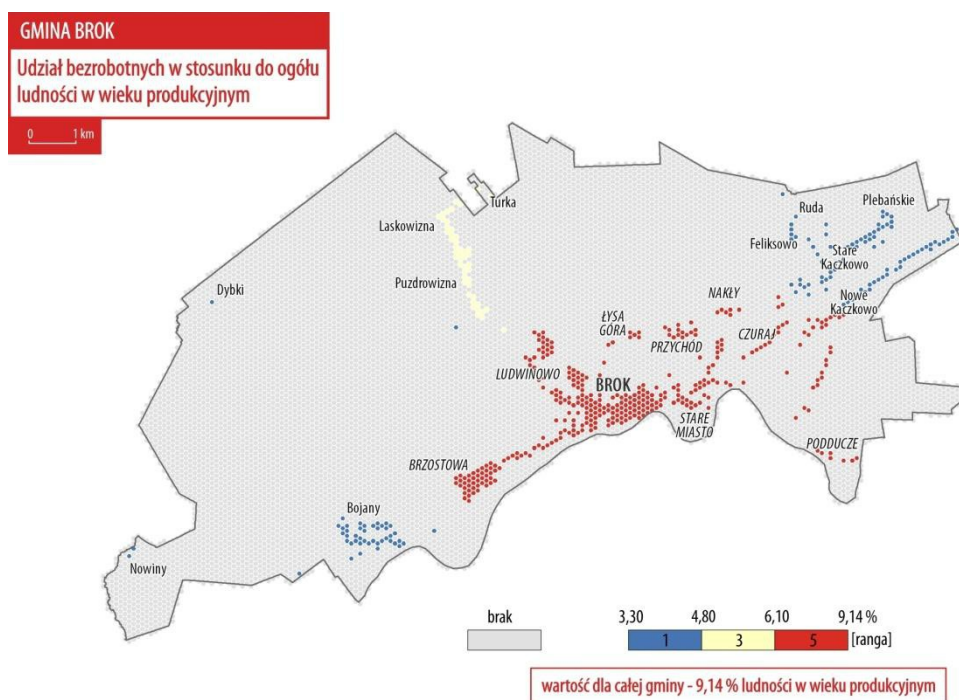 GMINA BROK
Udział bezrobotnych w stosunku do ogółu
ludności w wieku produkcyjnym
0 1 km
Turka
Laskowizna
Puzdrowizna
Dybki
Ruda
Plebańskie
Feliksowo
Stare
Kaczkowo
Nowe
Kaczkowo
NAKŁY
ŁYSA
GÓRA
PRZYCHÓD
CZURAJ
LUDWINOWO
BROK
STARE
MIASTO
PODDUCZE
BRZOSTOWA
Bojany
Nowiny
brak
3,30 4,80 6,10 9,14 %
1 3 5 [ranga]
wartość dla całej gminy - 9,14 % ludności w wieku produkcyjnym